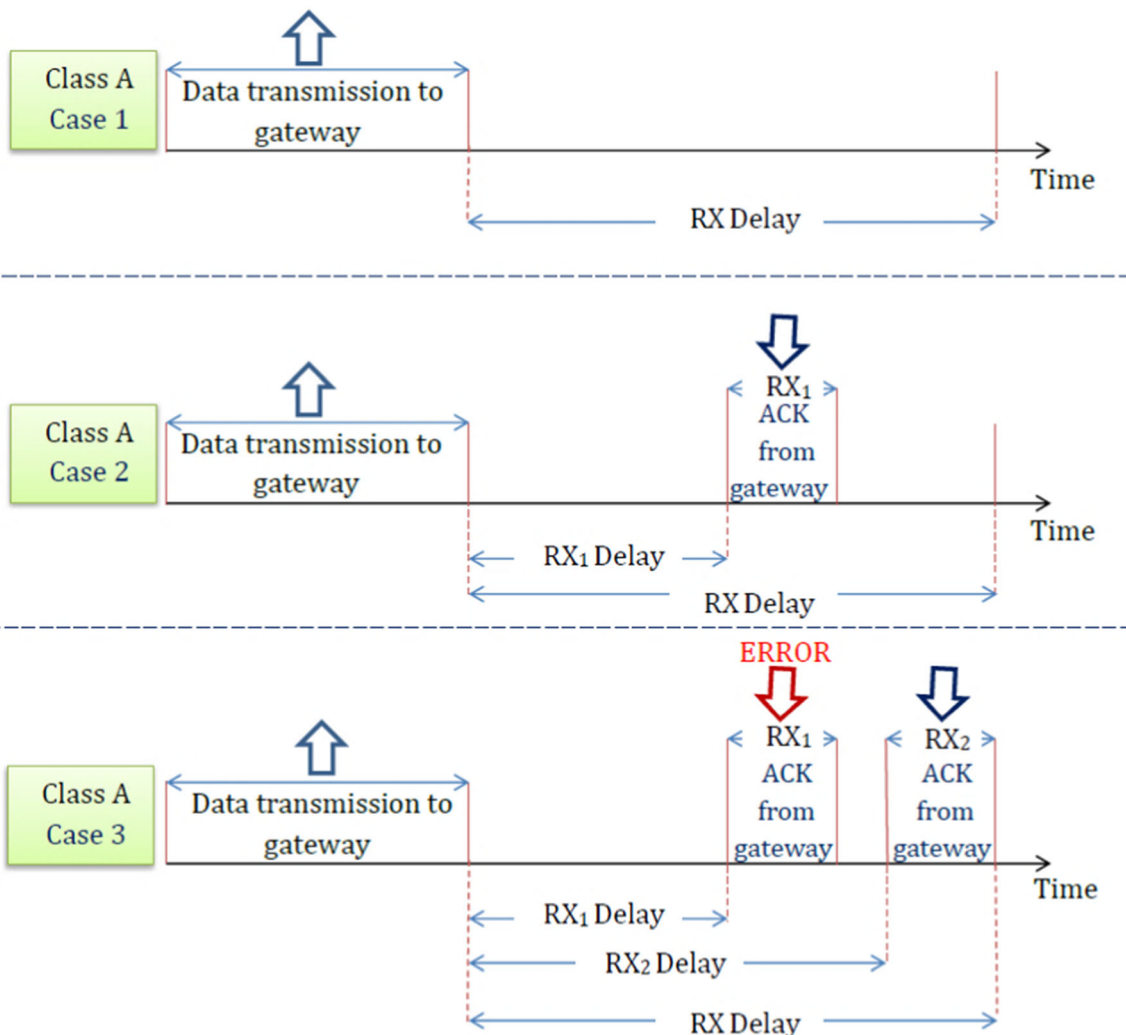 Class A
Case 1
Data transmission to
gateway
Time
RX Delay
Class A
Case 2
Data transmission to
gateway
RX₁
ACK
from
gateway
Time
RX₁ Delay
RX Delay
Class A
Case 3
Data transmission to
gateway
ERROR
RX₁
ACK
from
gateway
RX₂
ACK
from
gateway
Time
RX₁ Delay
RX₂ Delay
RX Delay